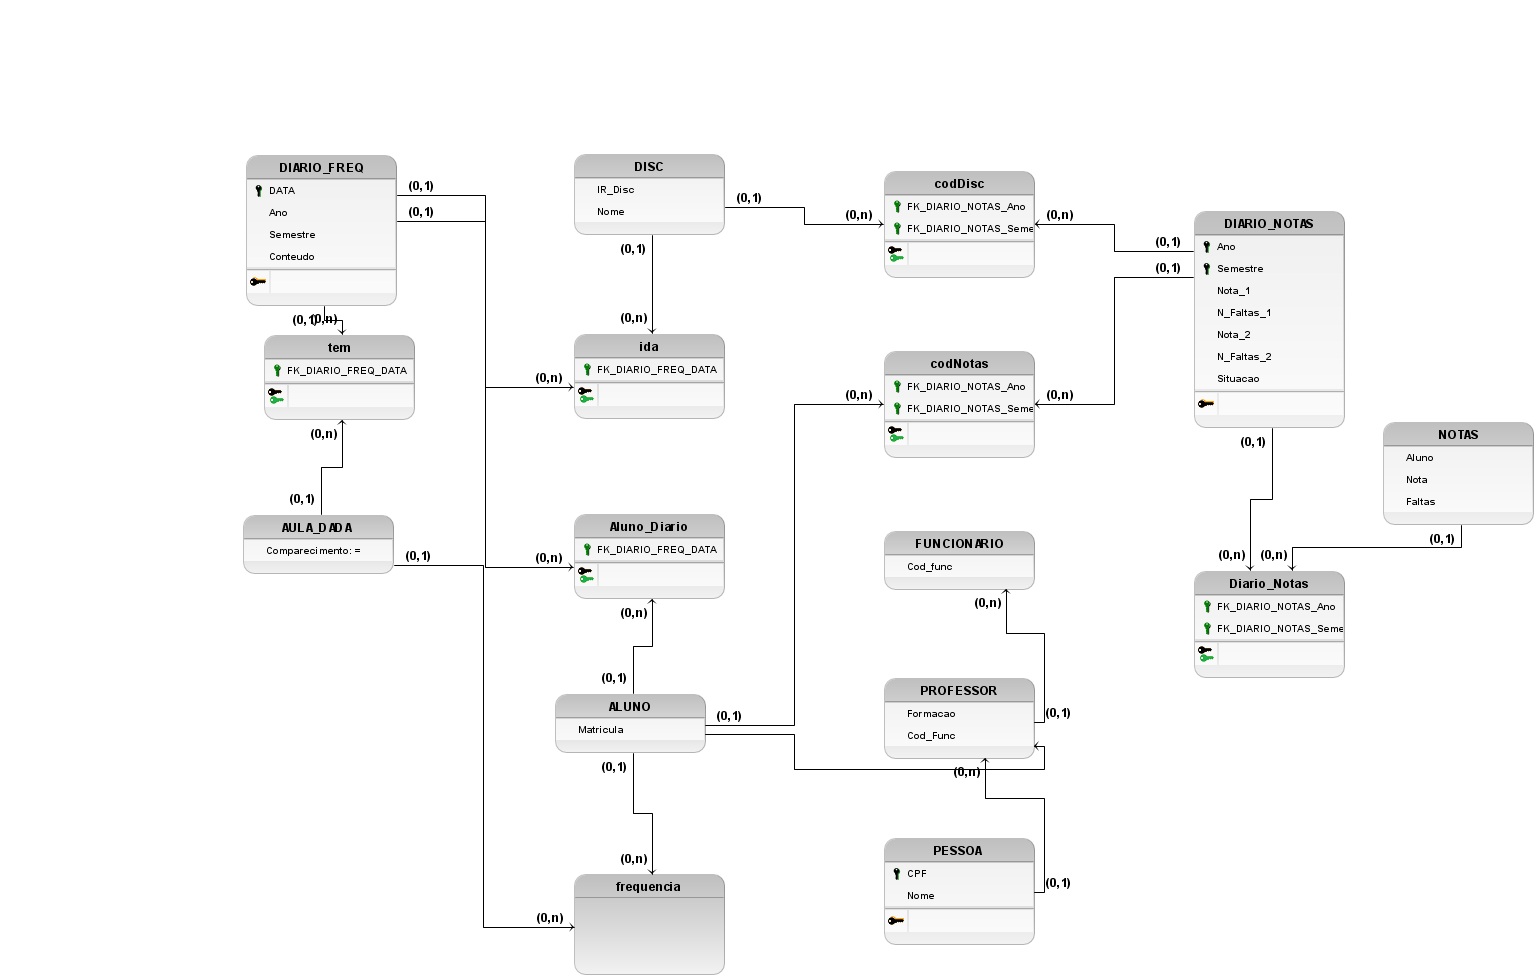 DIARIO_FREQ
DATA
Ano
Semestre
Conteudo
(0,1)
(0,1)
(0,1)
(0,n)
tem
FK_DIARIO_FREQ_DATA
(0,n)
(0,1)
AULA_DADA
Comparecimento: =
(0,1)
DISC
IR_Disc
Nome
(0,1)
(0,1)
(0,n)
ida
FK_DIARIO_FREQ_DATA
(0,n)
Aluno_Diario
FK_DIARIO_FREQ_DATA
(0,n)
(0,n)
(0,1)
ALUNO
Matricula
(0,1)
(0,1)
(0,n)
frequencia
(0,n)
codDisc
FK_DIARIO_NOTAS_Ano
FK_DIARIO_NOTAS_Seme
(0,n)
(0,n)
codNotas
FK_DIARIO_NOTAS_Ano
FK_DIARIO_NOTAS_Seme
(0,n)
(0,n)
FUNCIONARIO
Cod_func
(0,n)
PROFESSOR
Formacao
Cod_Func
(0,1)
(0,n)
PESSOA
CPF
Nome
(0,1)
DIARIO_NOTAS
Ano
Semestre
Nota_1
N_Faltas_1
Nota_2
N_Faltas_2
Situacao
(0,1)
(0,1)
(0,1)
NOTAS
Aluno
Nota
Faltas
(0,1)
(0,n)
(0,n)
Diario_Notas
FK_DIARIO_NOTAS_Ano
FK_DIARIO_NOTAS_Seme